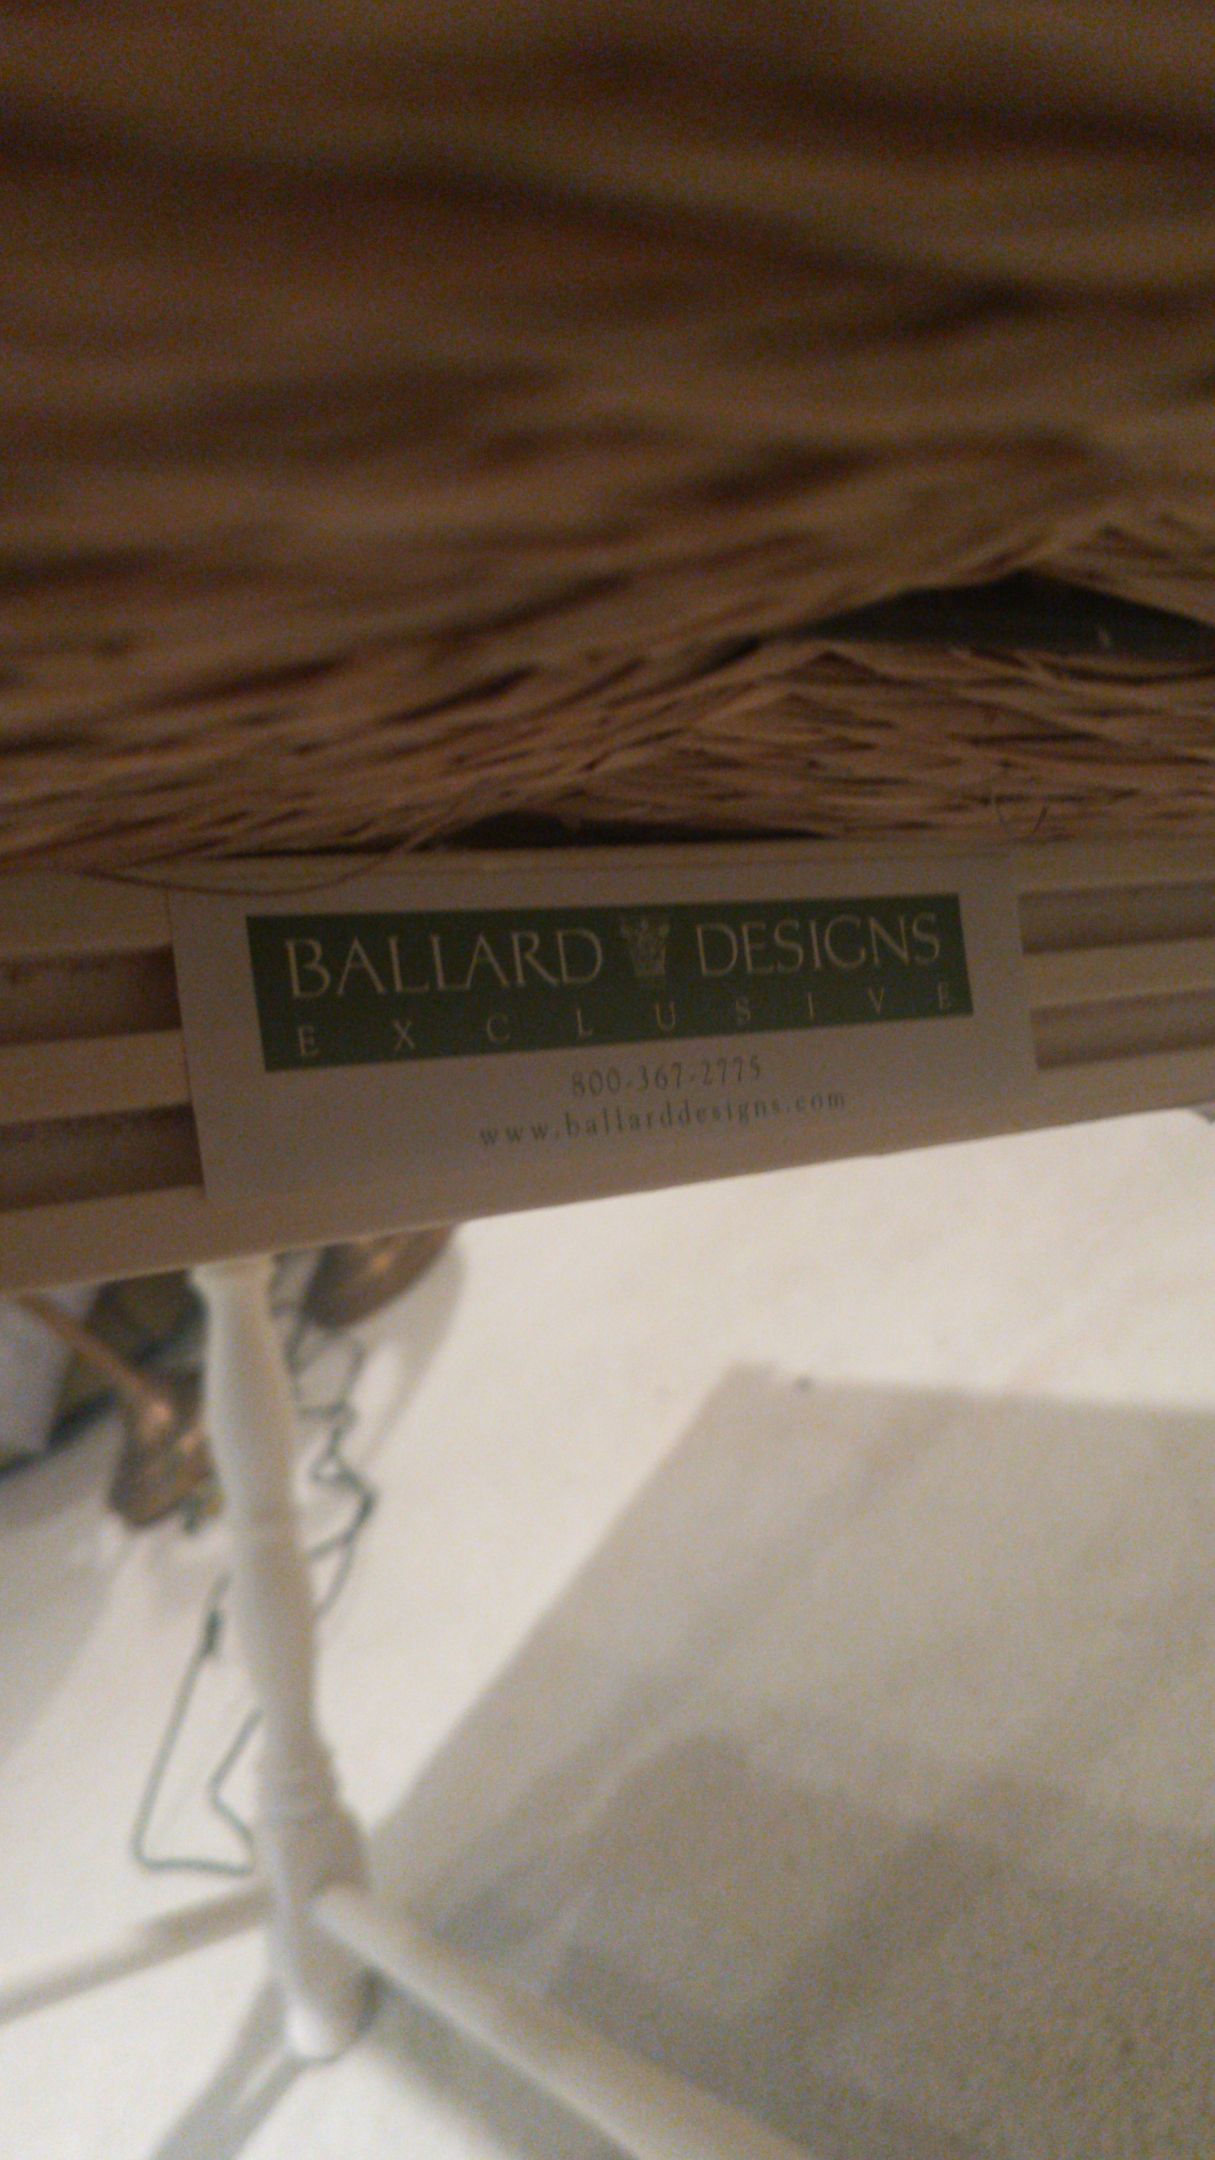 BALLARD DESIGNS
EXCLUSIVE
800-367-2775
www.ballarddesigns.com